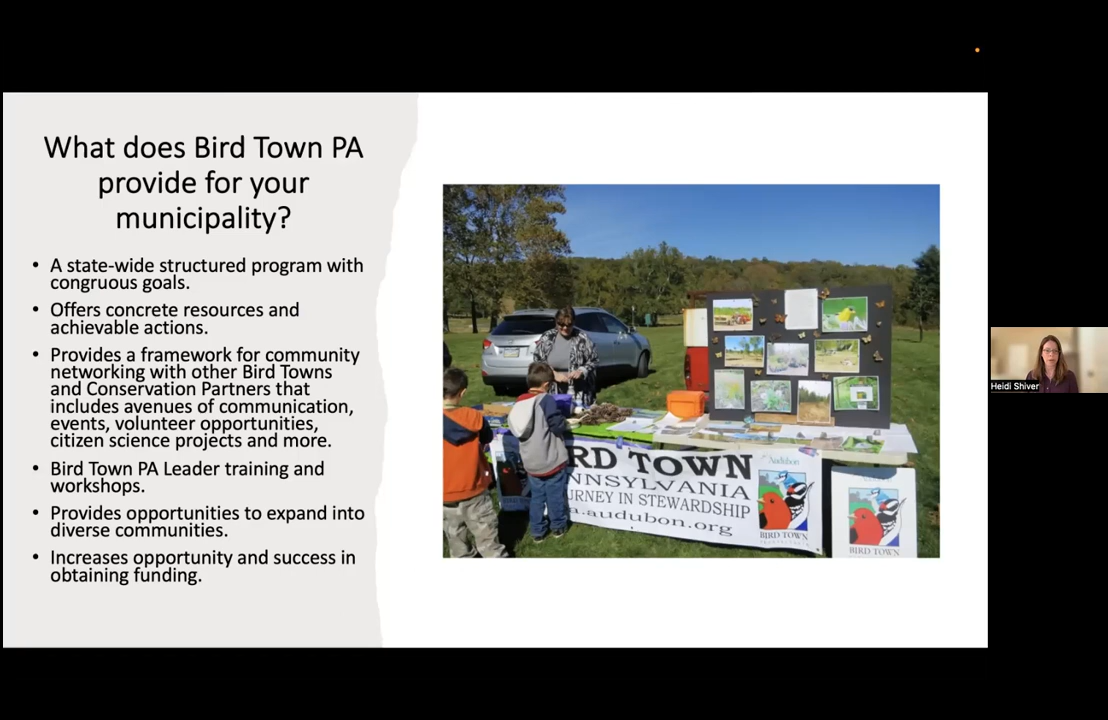 What does Bird Town PA
provide for your
municipality?
• A state-wide structured program with
congruous goals.
• Offers concrete resources and
achievable actions.
• Provides a framework for community
networking with other Bird Towns
and Conservation Partners that
includes avenues of communication,
events, volunteer opportunities,
citizen science projects and more.
• Bird Town PA Leader training and
workshops.
• Provides opportunities to expand into
diverse communities.
• Increases opportunity and success in
obtaining funding.
RD TOWN
NNSYLVANIA
URNEY IN STEWARDSHIP
a.audubon.org
Audubon
BIRD TOWN
BIRD TOWN
Heidi Shiver